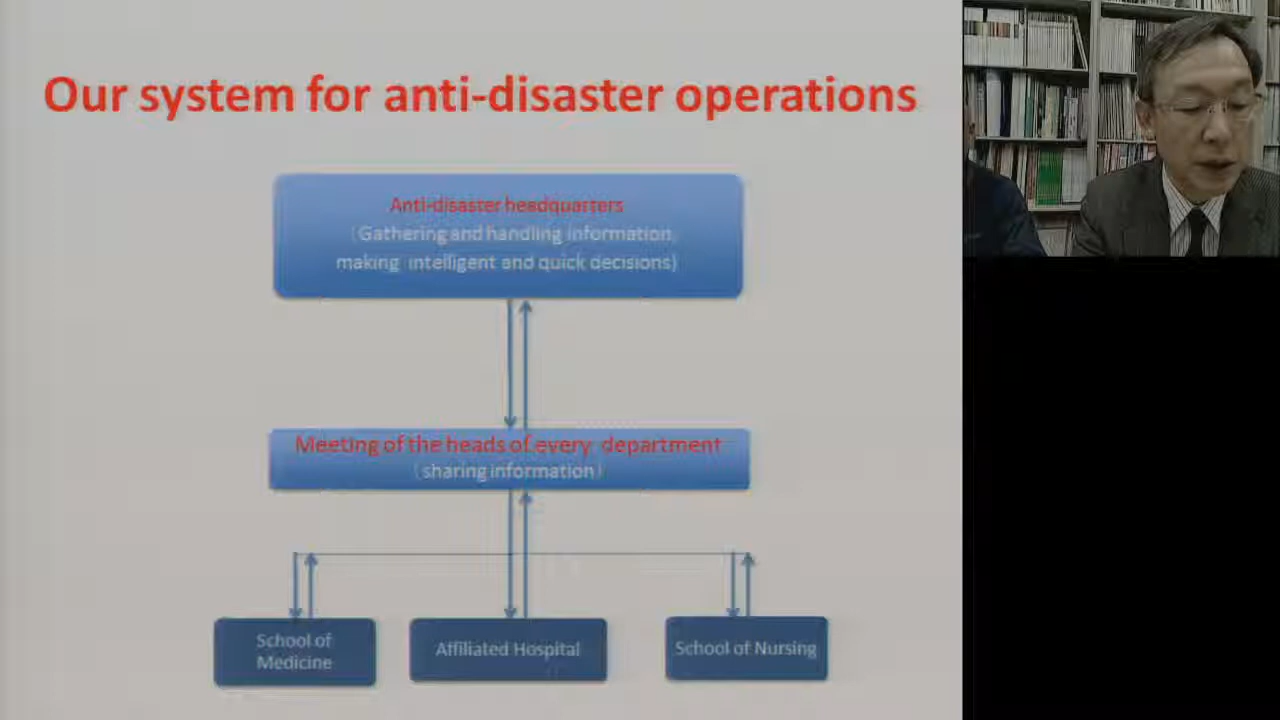 Our system for anti-disaster operations
Anti-disaster headquarters
(Gathering and handling information,
making intelligent and quick decisions)
Meeting of the heads of every department
(sharing information)
School of
Medicine
Affiliated Hospital
School of Nursing